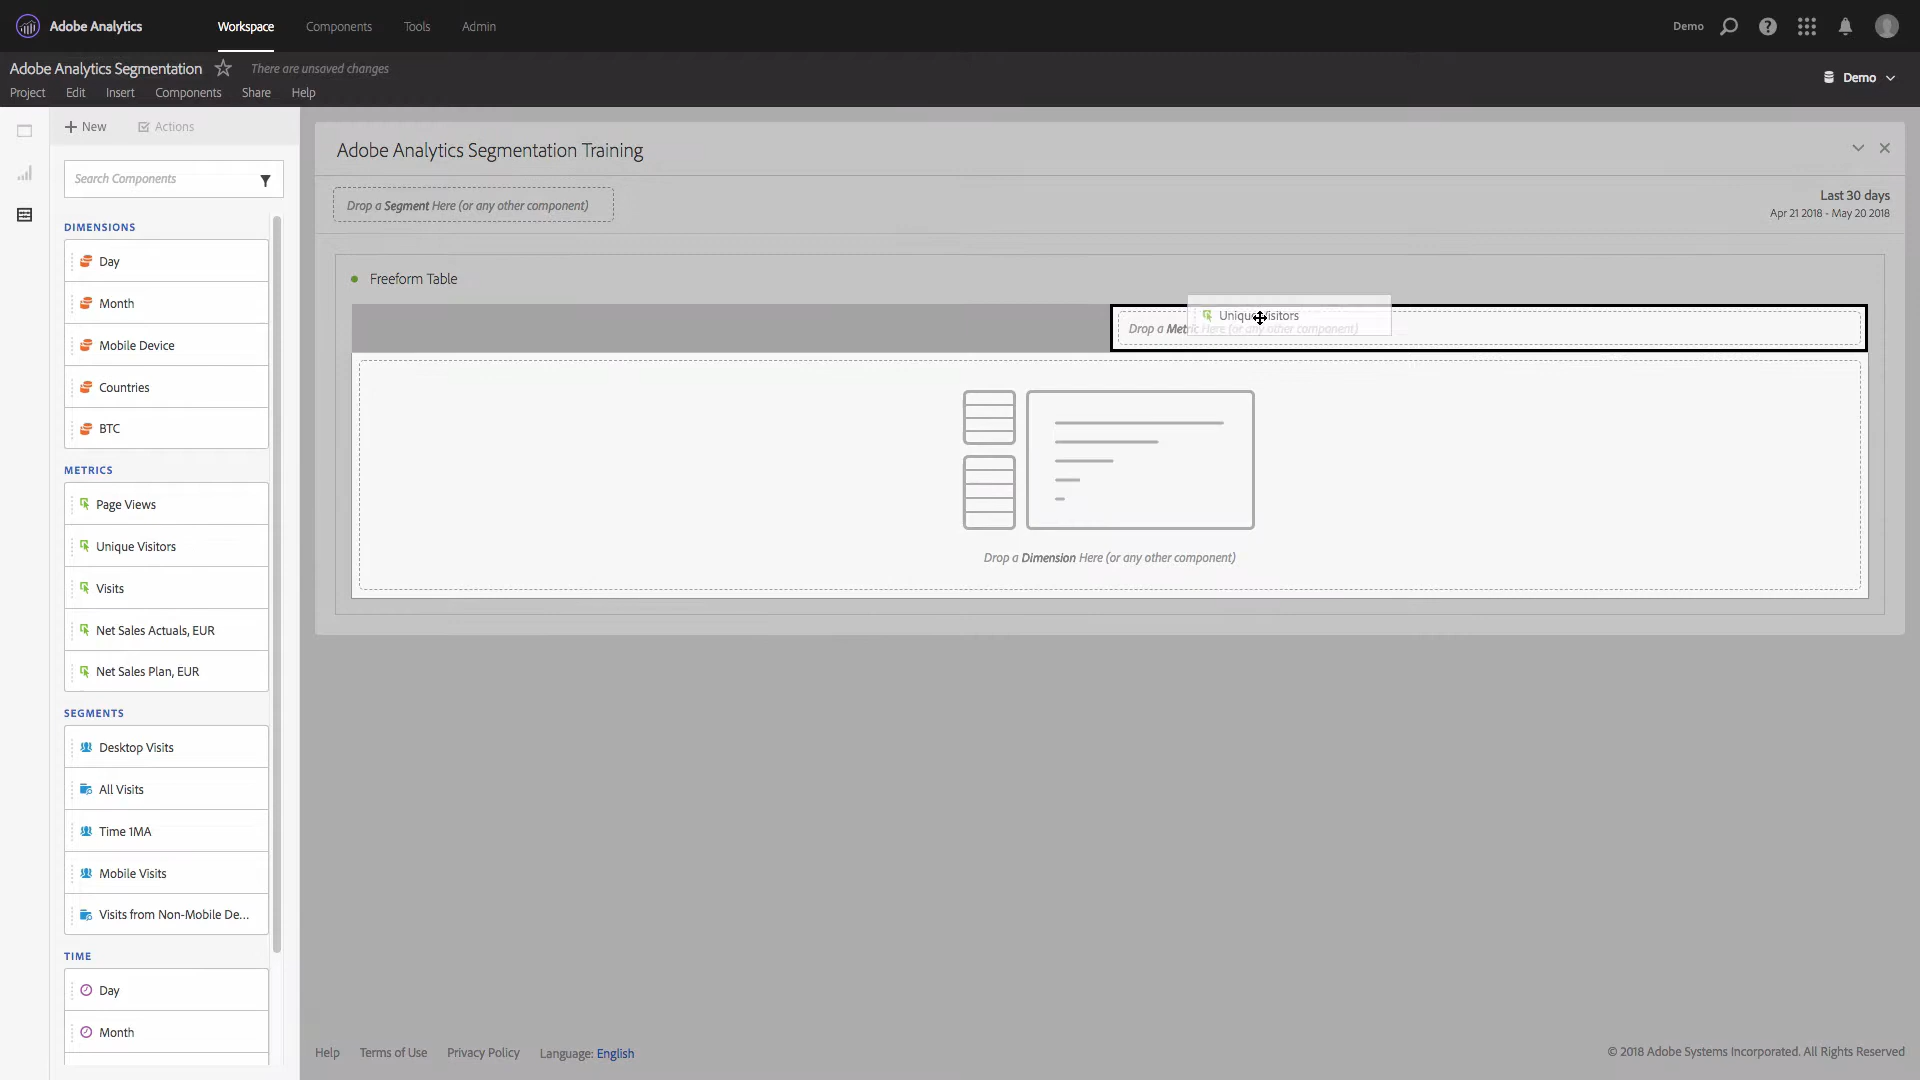 Adobe Analytics
Workspace
Components
Tools
Admin
Demo
Adobe Analytics Segmentation
There are unsaved changes
Project
Edit
Insert
Components
Share
Help
Demo
New
Actions
Search Components
DIMENSIONS
Day
Month
Mobile Device
Countries
BTC
METRICS
Page Views
Unique Visitors
Visits
Net Sales Actuals, EUR
Net Sales Plan, EUR
SEGMENTS
Desktop Visits
All Visits
Time 1MA
Mobile Visits
Visits from Non-Mobile De...
TIME
Day
Month
Adobe Analytics Segmentation Training
Drop a Segment Here (or any other component)
Last 30 days
Apr 21 2018 - May 20 2018
Freeform Table
Unique Visitors
Drop a Metric Here (or any other component)
Drop a Dimension Here (or any other component)
Help
Terms of Use
Privacy Policy
Language: English
© 2018 Adobe Systems Incorporated. All Rights Reserved